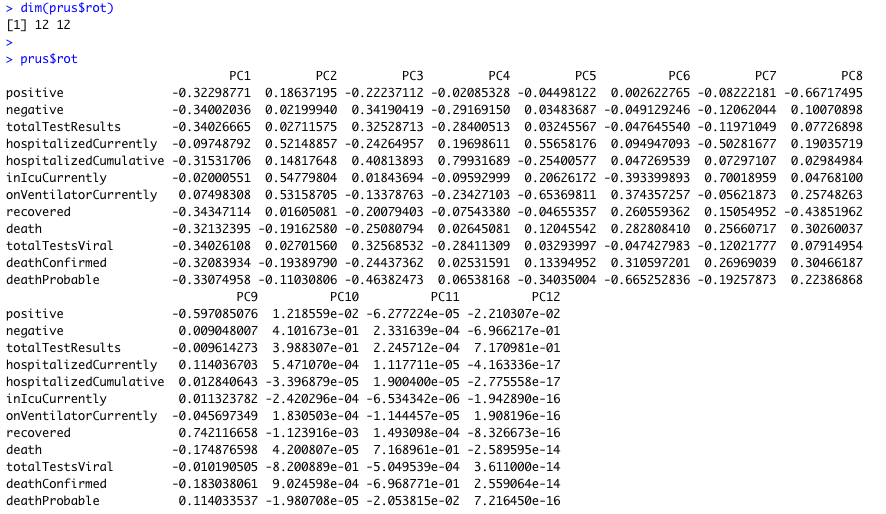 > dim(prus$rot)
[1] 12 12
>
> prus$rot
PC1 PC2 PC3 PC4 PC5 PC6 PC7 PC8
positive -0.32298771 0.18637195 -0.22237112 -0.02085328 -0.04498122 0.002622765 -0.08222181 -0.66717495
negative -0.34002036 0.02199940 0.34190419 -0.29169150 0.03483687 -0.049129246 -0.12062044 0.10070898
totalTestResults -0.34026665 0.02711575 0.32528713 -0.28400513 0.03245567 -0.047645540 -0.11971049 0.07726898
hospitalizedCurrently -0.09748792 0.52148857 -0.24264957 0.19698611 0.55658176 0.094947093 -0.50281677 0.19035719
hospitalizedCumulative -0.31531706 0.14817648 0.40813893 0.79931689 -0.25400577 0.047269539 0.07297107 0.02984984
inIcuCurrently -0.02000551 0.54779804 0.01843694 -0.09592999 0.20626172 -0.393399893 0.70018959 0.04768100
onVentilatorCurrently 0.07498308 0.53158705 -0.13378763 -0.23427103 -0.65369811 0.374357257 -0.05621873 0.25748263
recovered -0.34347114 0.01605081 -0.20079403 -0.07543380 -0.04655357 0.260559362 0.15054952 -0.43851962
death -0.32132395 -0.19162580 -0.25080794 0.02645081 0.12045542 0.282808410 0.25660717 0.30260037
totalTestsViral -0.34026108 0.02701560 0.32568532 -0.28411309 0.03293997 -0.047427983 -0.12021777 0.07914954
deathConfirmed -0.32083934 -0.19389790 -0.24437362 0.02531591 0.13394952 0.310597201 0.26969039 0.30466187
deathProbable -0.33074958 -0.11030806 -0.46382473 0.06538168 -0.34035004 -0.665252836 -0.19257873 0.22386868
PC9 PC10 PC11 PC12
positive -0.597085076 1.218559e-02 -6.277224e-05 -2.210307e-02
negative 0.009048007 4.101673e-01 2.331639e-04 -6.966217e-01
totalTestResults -0.009614273 3.988307e-01 2.245712e-04 7.170981e-01
hospitalizedCurrently 0.114036703 5.471070e-04 1.117711e-05 -4.163336e-17
hospitalizedCumulative 0.012840643 -3.396879e-05 1.900400e-05 -2.775558e-17
inIcuCurrently 0.011323782 -2.420296e-04 -6.534342e-06 -1.942890e-16
onVentilatorCurrently -0.045697349 1.830503e-04 -1.144457e-05 1.908196e-16
recovered 0.742116658 -1.123916e-03 1.493098e-04 -8.326673e-16
death -0.174876598 4.200807e-05 7.168961e-01 -2.589595e-14
totalTestsViral -0.010190505 -8.200889e-01 -5.049539e-04 3.611000e-14
deathConfirmed -0.183038061 9.024598e-04 -6.968771e-01 2.559064e-14
deathProbable 0.114033537 -1.980708e-05 -2.053815e-02 7.216450e-16